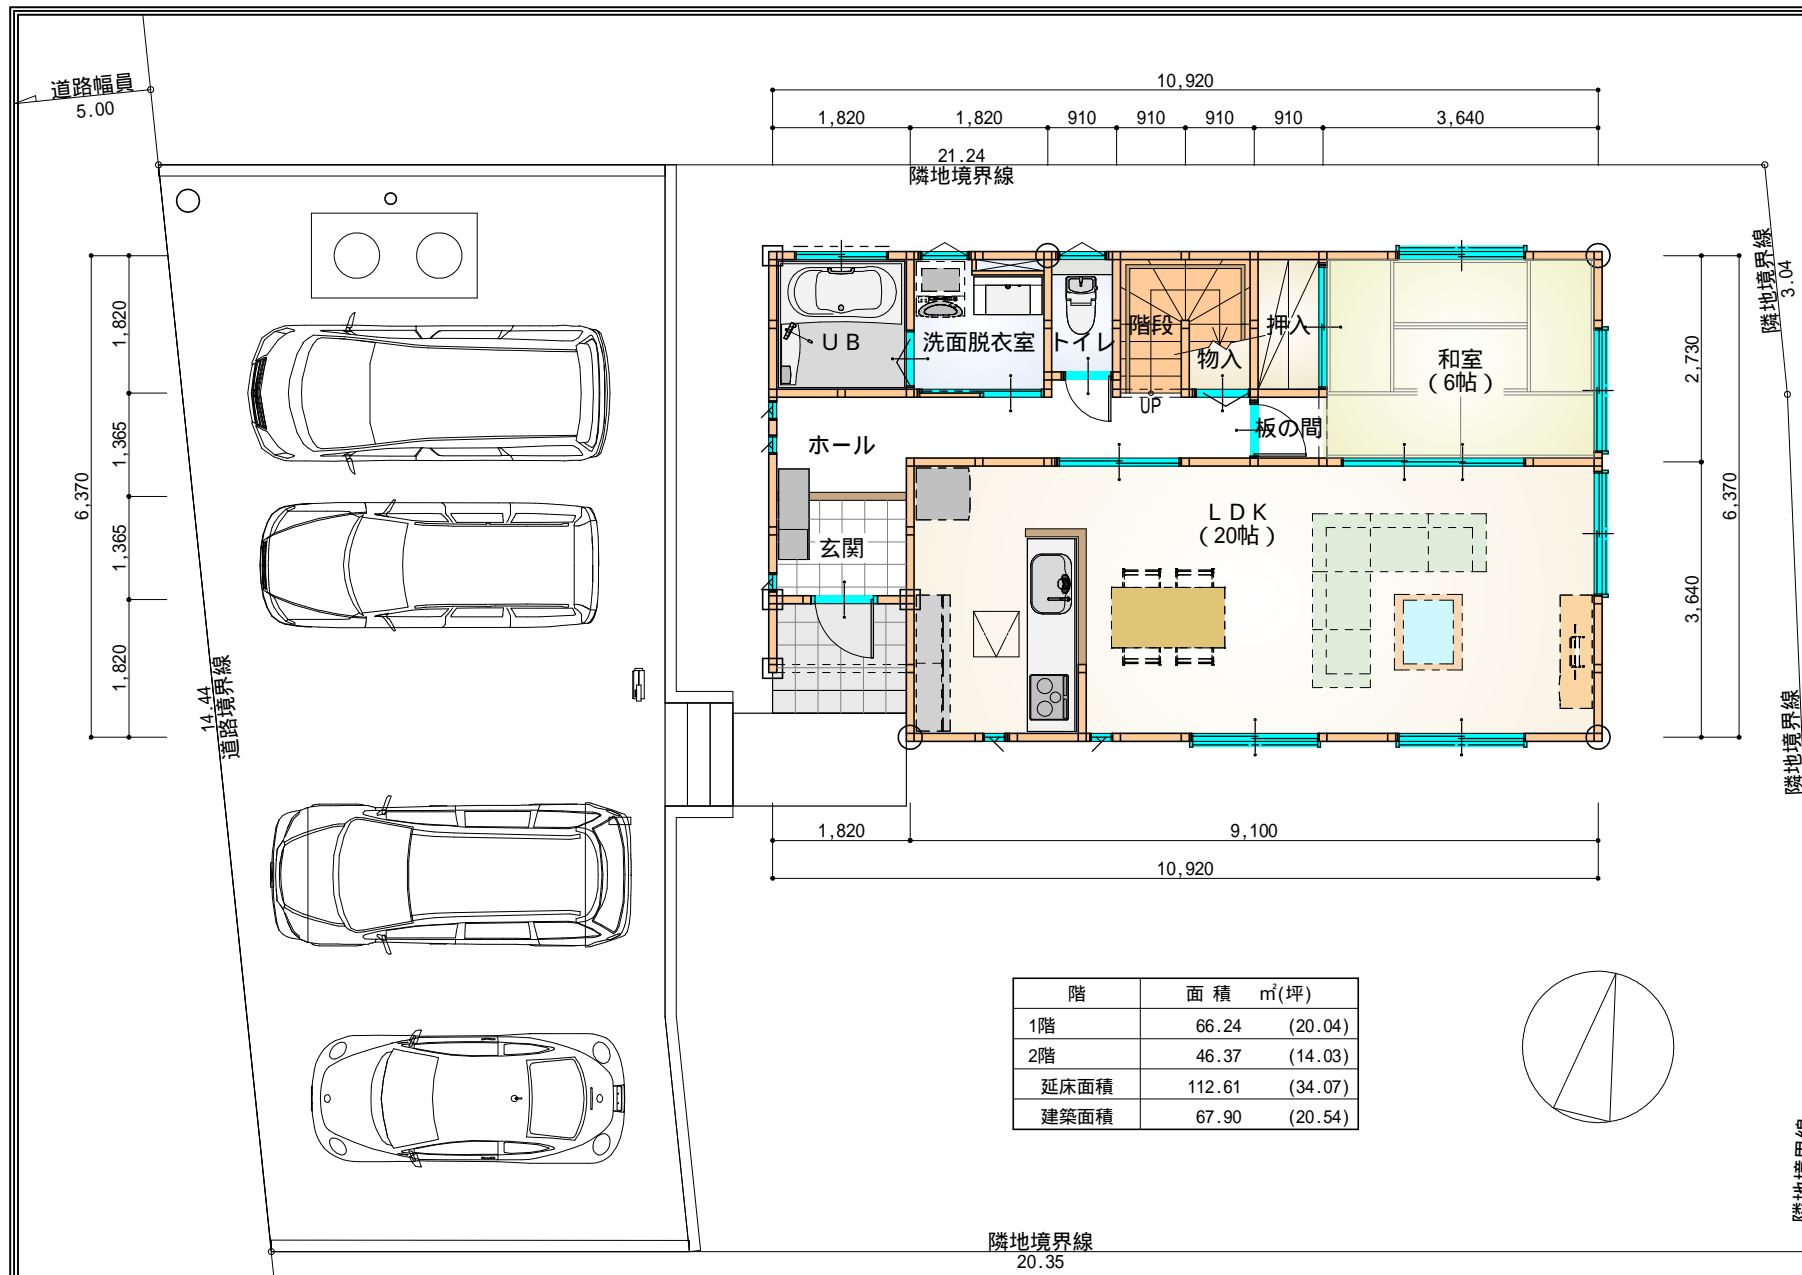 道路幅員
5.00
10,920
1,820
1,820
910
910
910
910
3,640
21.24
隣地境界線
隣地境界線
3.04
6,370
1,820
1,365
1,365
1,820
2,730
3,640
6,370
UB
洗面脱衣室
トイレ
階段
UP
物入
押入
和室
(6帖)
板の間
ホール
玄関
LDK
(20帖)
14.44
道路境界線
隣地境界線
1,820
9,100
10,920
階 面 積 ㎡(坪)
1階 66.24 (20.04)
2階 46.37 (14.03)
延床面積 112.61 (34.07)
建築面積 67.90 (20.54)
隣地境界線
隣地境界線
20.35